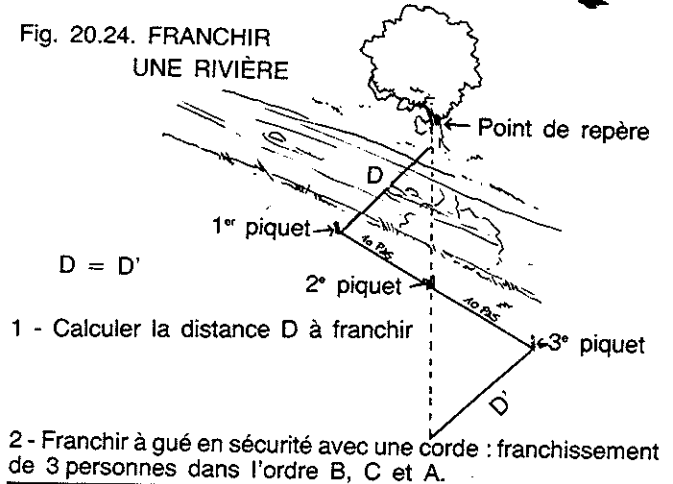 Fig. 20.24. FRANCHIR
UNE RIVIÈRE
Point de repère
D
1er piquet
10 PAS
D = D'
2e piquet
10 PAS
1 - Calculer la distance D à franchir
3e piquet
D'
2 - Franchir à gué en sécurité avec une corde : franchissement
de 3 personnes dans l'ordre B, C et A.